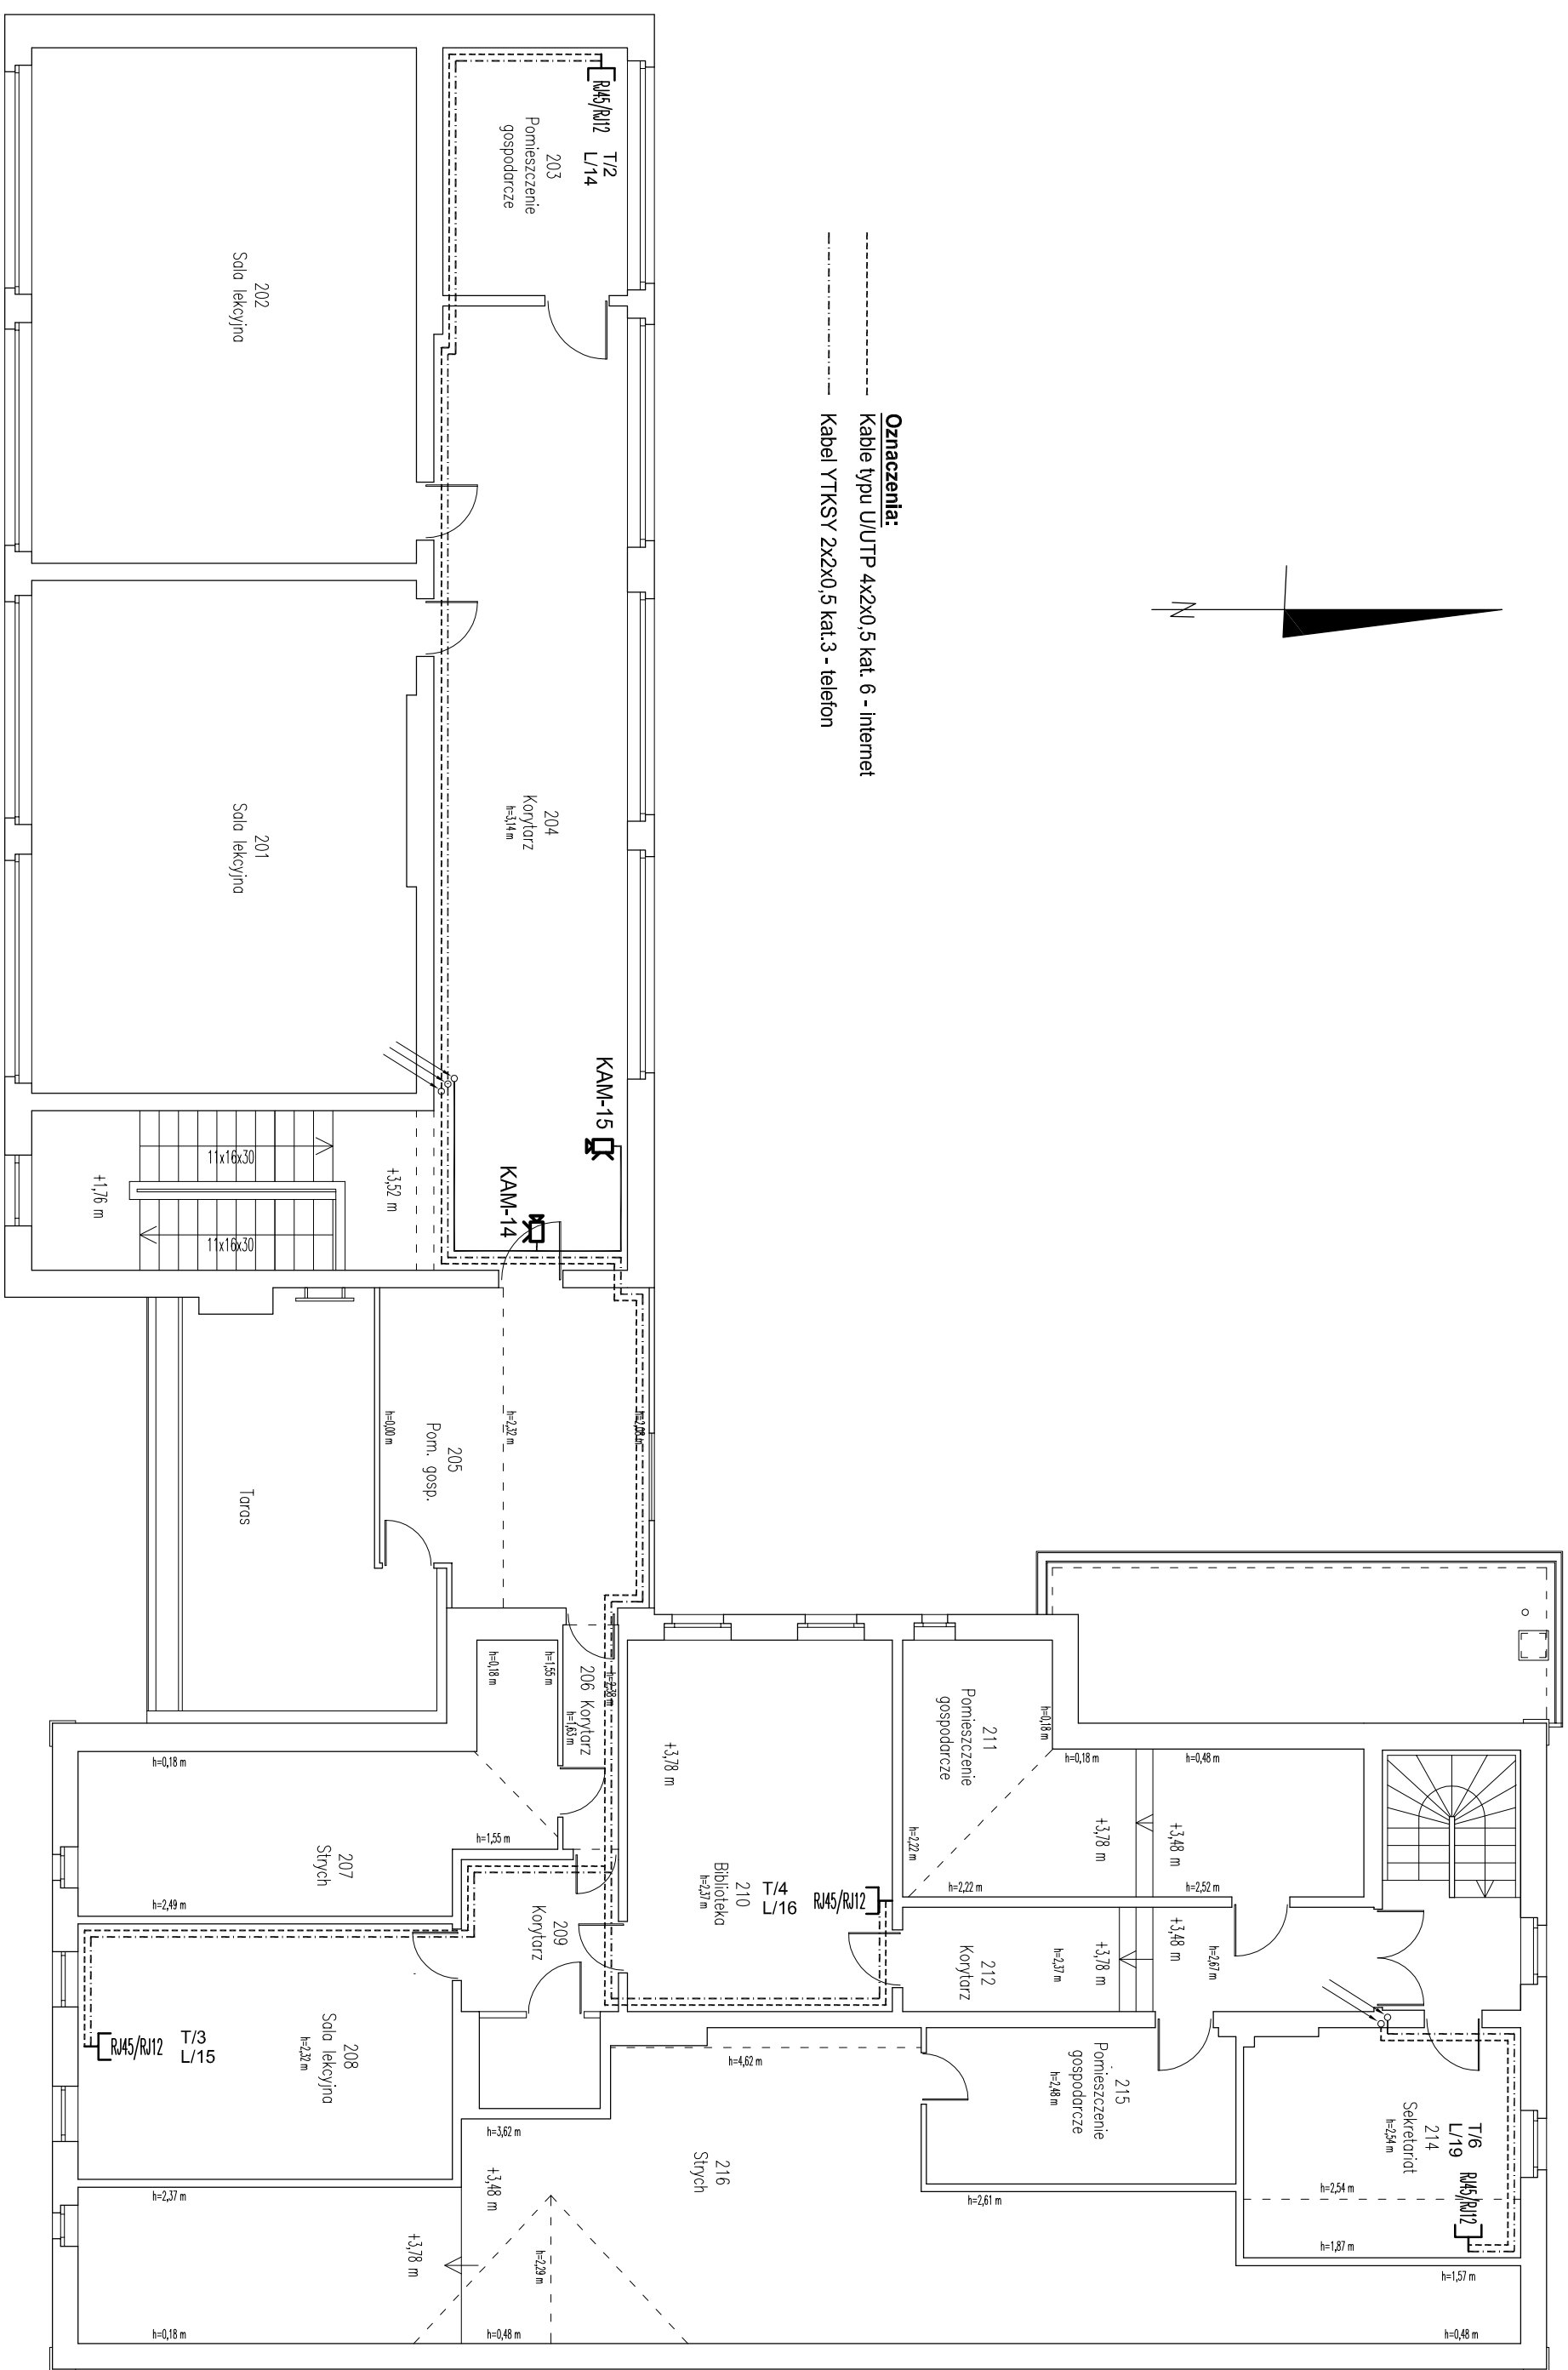 Oznaczenia:
Kable typu U/UTP 4x2x0,5 kat. 6 - internet
Kabel YTKSY 2x2x0,5 kat.3 - telefon
N
RJ45/RJ12
T/2
L/14
203
Pomieszczenie
gospodarcze
202
Sala lekcyjna
201
Sala lekcyjna
204
Korytarz
h=3,14 m
KAM-15
KAM-14
11x16x30
11x16x30
+3,52 m
+1,76 m
205
Pom. gosp.
h=0,00 m
h=2,32 m
h=2,08 m
Taras
206 Korytarz
h=1,63 m
h=2,38 m
h=1,55 m
h=0,18 m
207
Strych
h=0,18 m
h=1,55 m
h=2,49 m
208
Sala lekcyjna
h=2,32 m
RJ45/RJ12
T/3
L/15
209
Korytarz
+3,78 m
210
Biblioteka
h=2,37 m
T/4
L/16
RJ45/RJ12
211
Pomieszczenie
gospodarcze
h=0,18 m
h=0,18 m
h=0,48 m
h=2,22 m
h=2,22 m
h=2,52 m
+3,78 m
+3,48 m
212
Korytarz
h=2,37 m
+3,78 m
+3,48 m
h=2,67 m
214
Sekretariat
h=2,54 m
T/6
L/19
RJ45/RJ12
h=2,54 m
h=1,87 m
h=1,57 m
h=0,48 m
215
Pomieszczenie
gospodarcze
h=2,48 m
h=2,61 m
216
Strych
h=4,62 m
h=3,62 m
+3,48 m
+3,78 m
h=2,29 m
h=2,37 m
h=0,18 m
h=0,48 m